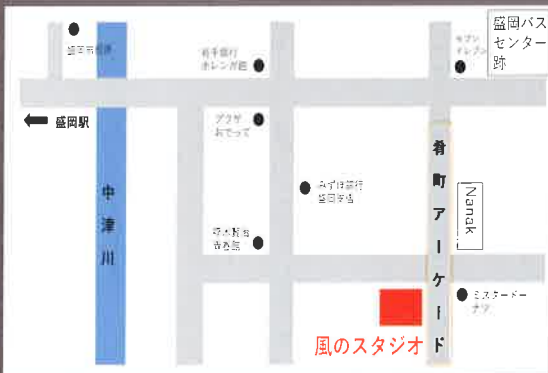 盛岡バス
センター
跡
セブン
イレブン
岩手銀行
赤レンガ館
盛岡駅
プラザ
おでって
肴町アーケード
Nanak
中津川
みずほ銀行
盛岡支店
ミスタードー
ナツ
風のスタジオ